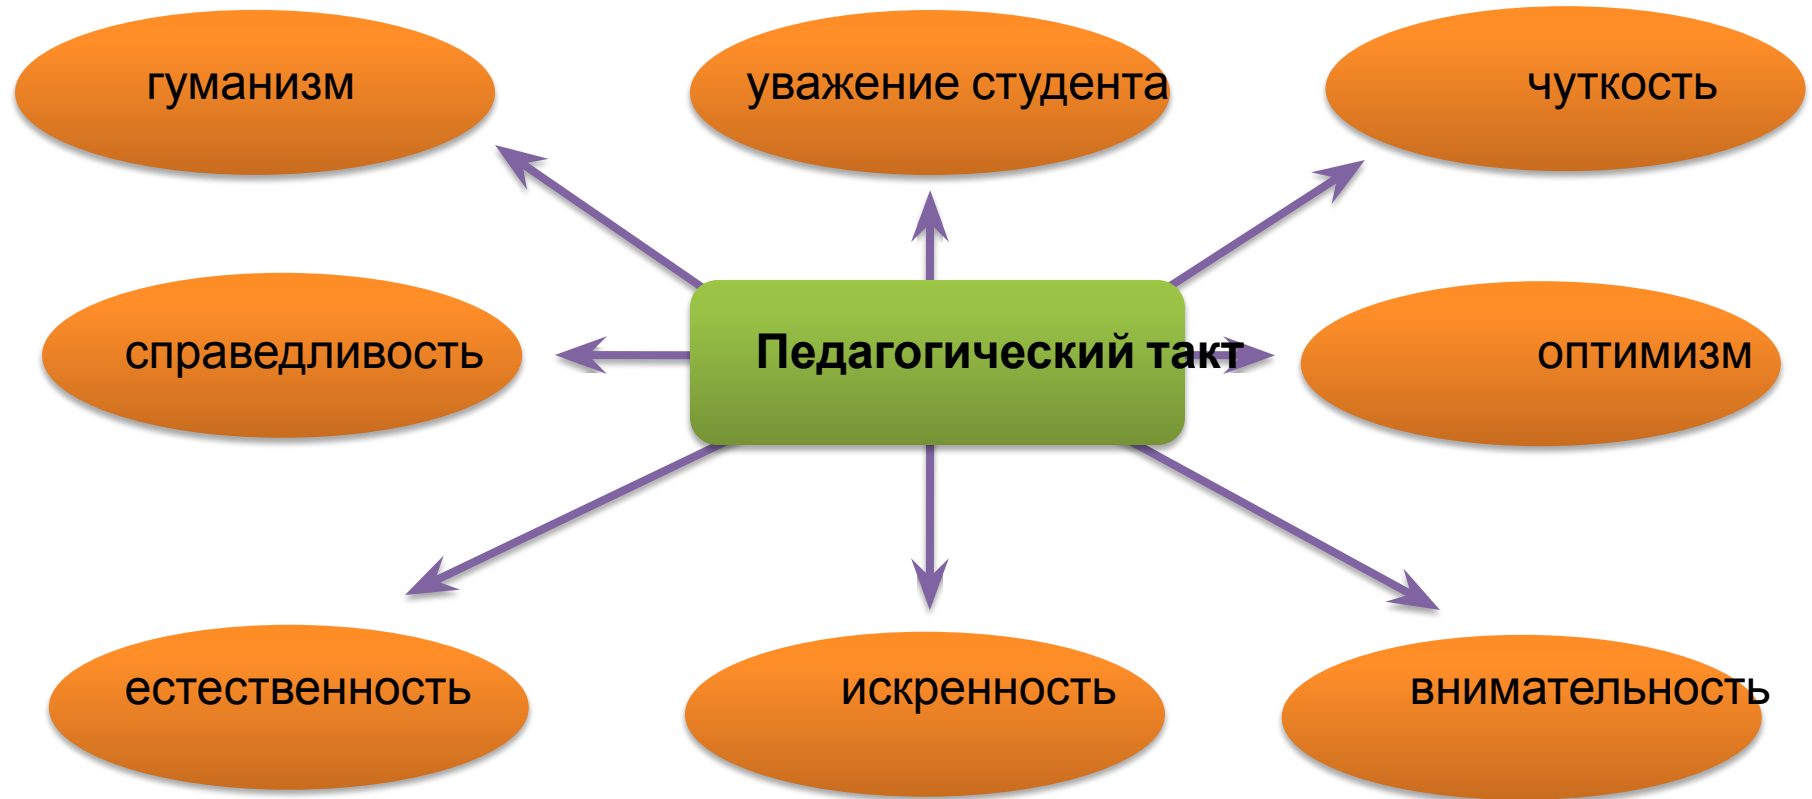 гуманизм
уважение студента
чуткость
справедливость
Педагогический такт
оптимизм
естественность
искренность
внимательность